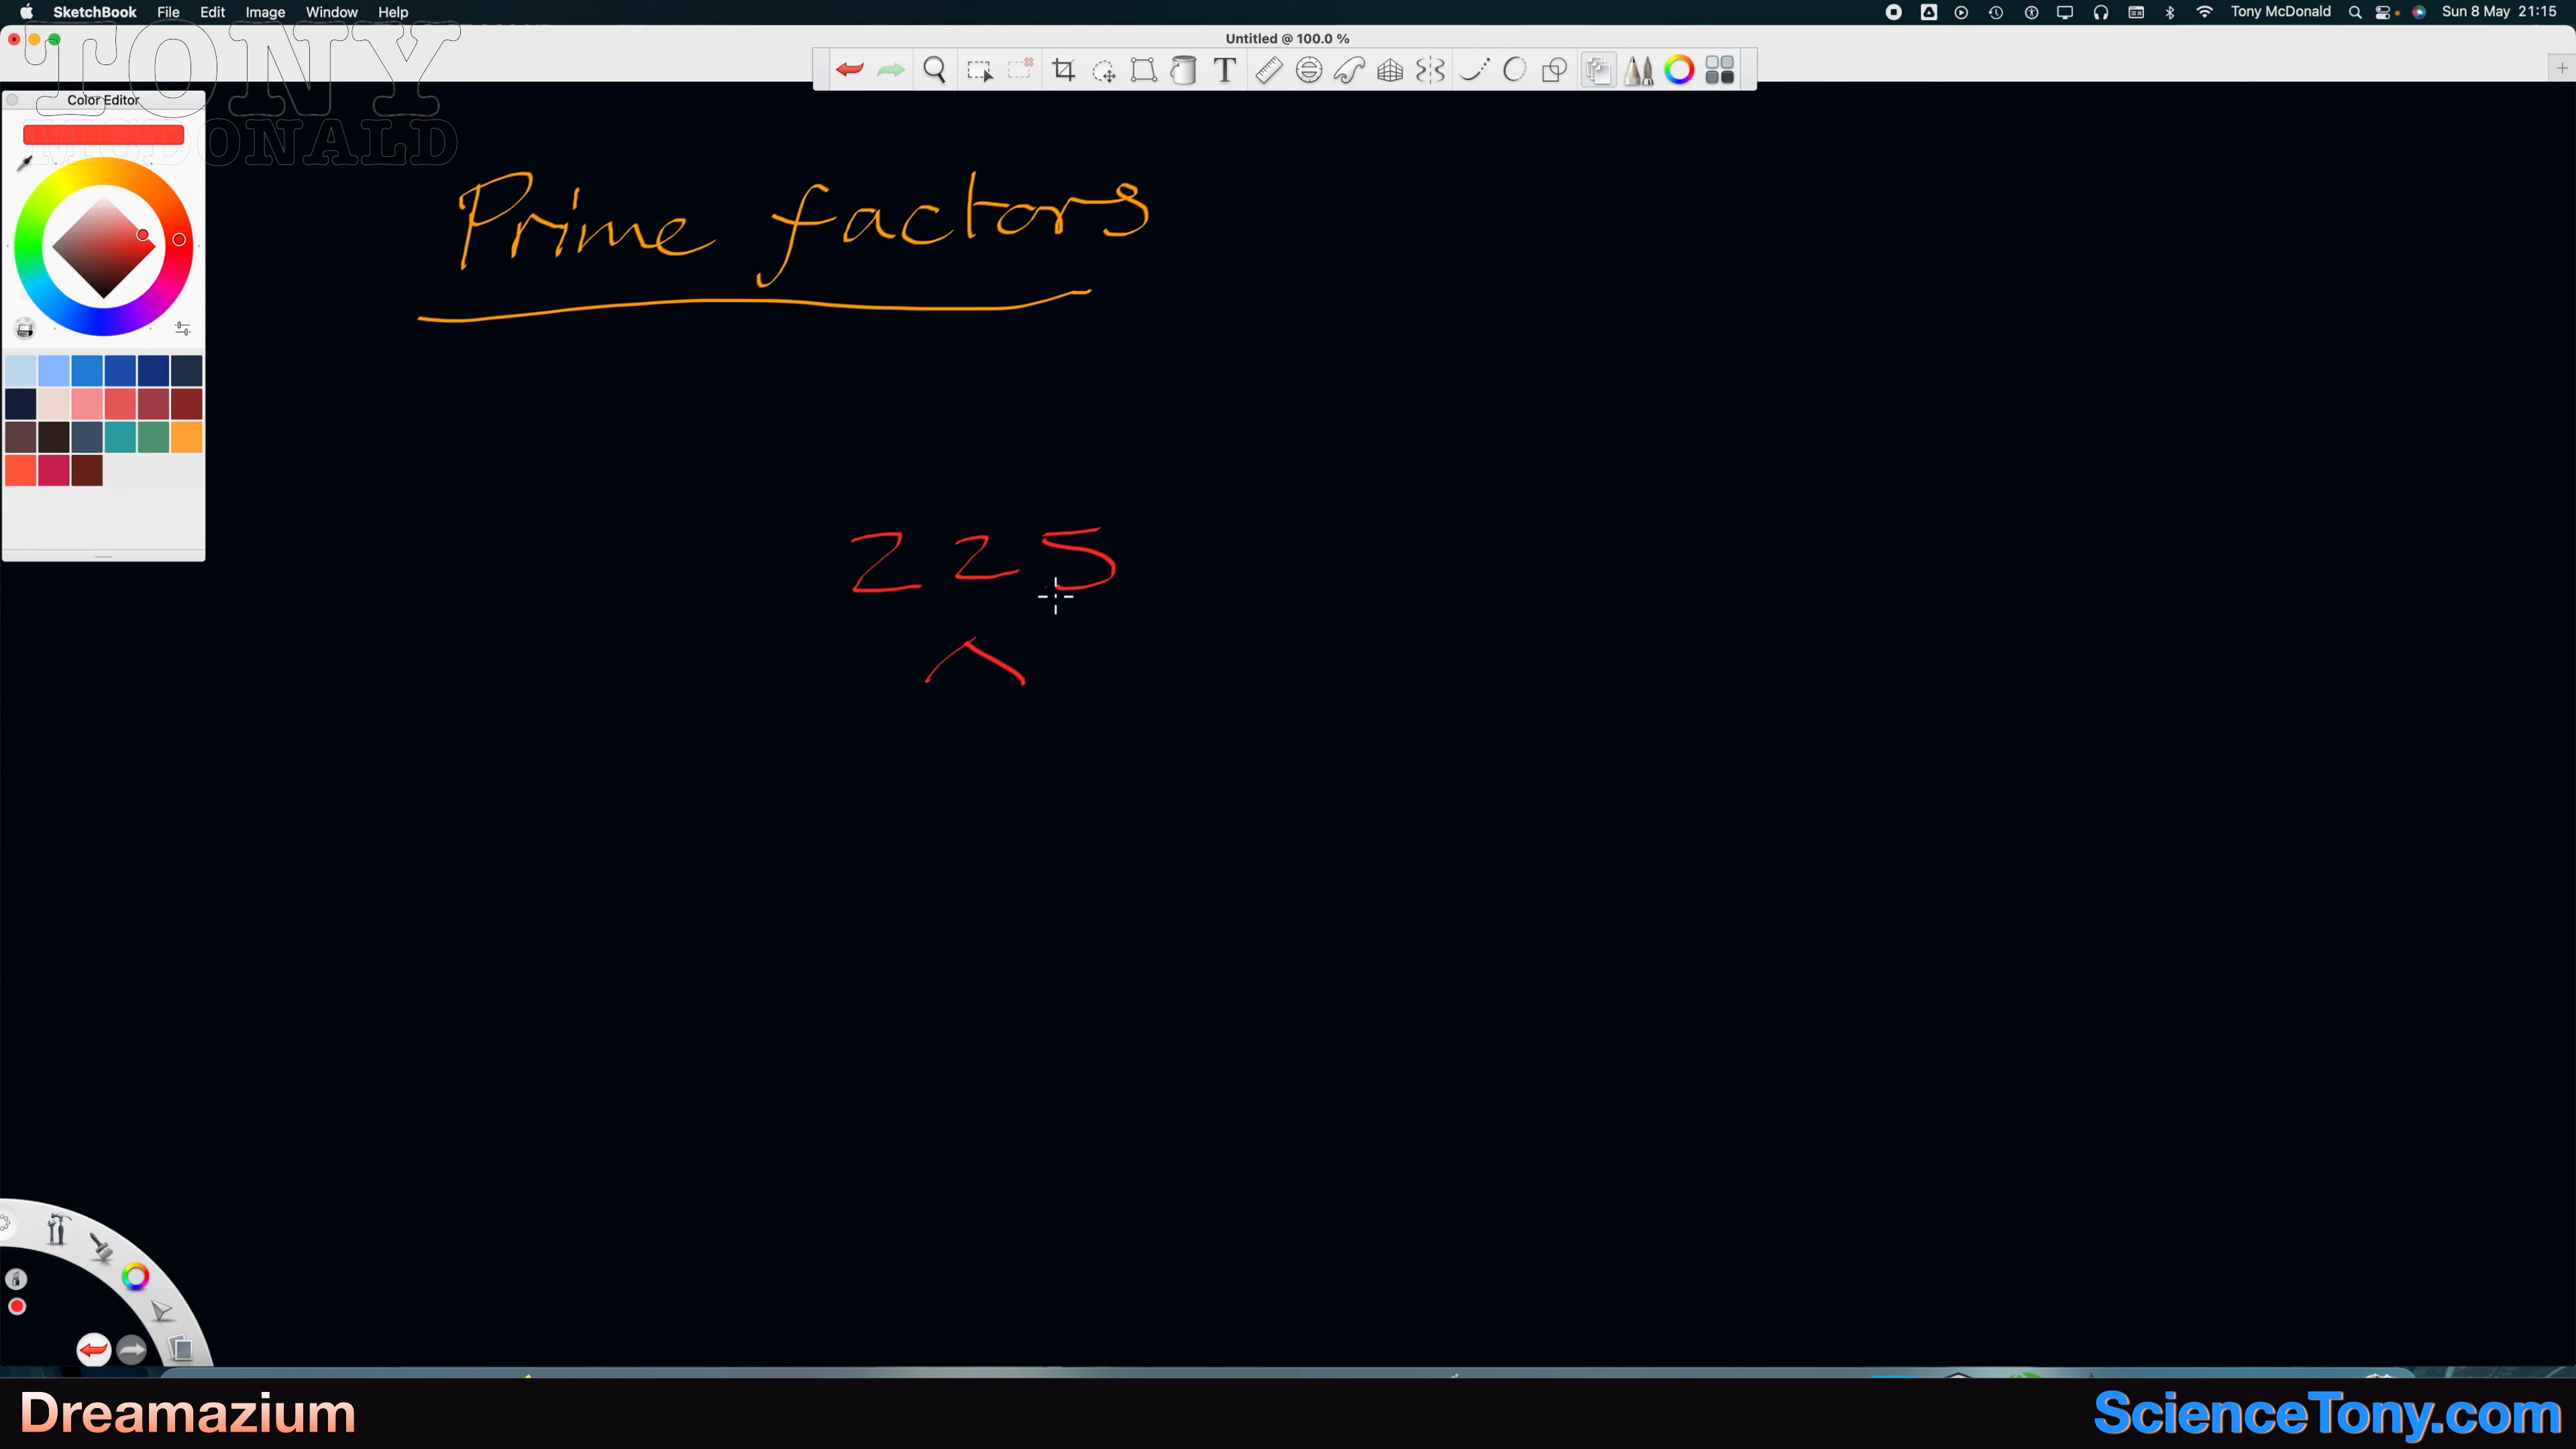 SketchBook File Edit Image Window Help Tony McDonald Sun 8 May 21:15
Untitled @ 100.0 %
TONY
MCDONALD
Color Editor
Prime factors
225
Dreamazium
ScienceTony.com